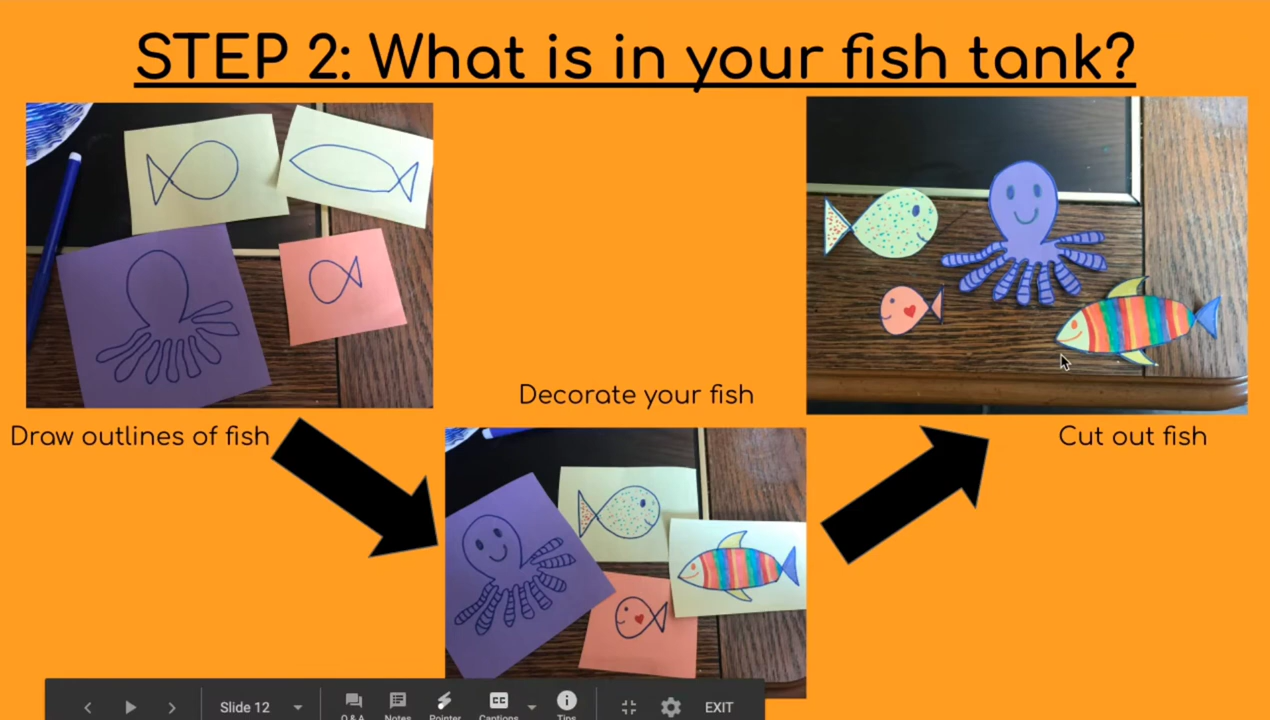 STEP 2: What is in your fish tank?
Decorate your fish
Draw outlines of fish
Cut out fish
Slide 12
Q & A
Notes
Pointer
CC
Captions
Tips
EXIT